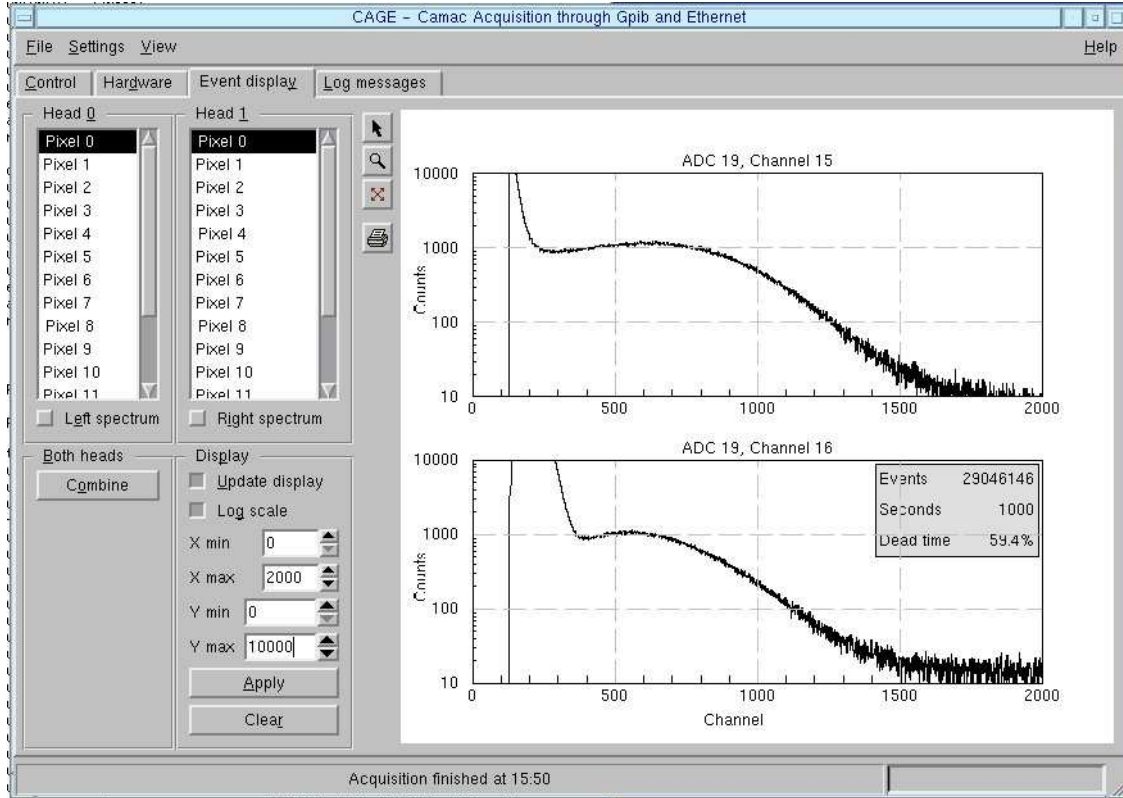 CAGE - Camac Acquisition through Gpib and Ethernet
File Settings View Help
Control Hardware Event display Log messages
Head 0
Pixel 0
Pixel 1
Pixel 2
Pixel 3
Pixel 4
Pixel 5
Pixel 6
Pixel 7
Pixel 8
Pixel 9
Pixel 10
Pixel 11
Left spectrum
Head 1
Pixel 0
Pixel 1
Pixel 2
Pixel 3
Pixel 4
Pixel 5
Pixel 6
Pixel 7
Pixel 8
Pixel 9
Pixel 10
Pixel 11
Right spectrum
Both heads
Combine
Display
Update display
Log scale
X min 0
X max 2000
Y min 0
Y max 10000
Apply
Clear
ADC 19, Channel 15
10000
1000
100
10
Counts
0 500 1000 1500 2000
ADC 19, Channel 16
10000
1000
100
10
Counts
Events 29046146
Seconds 1000
Dead time 59.4%
0 500 1000 1500 2000
Channel
Acquisition finished at 15:50